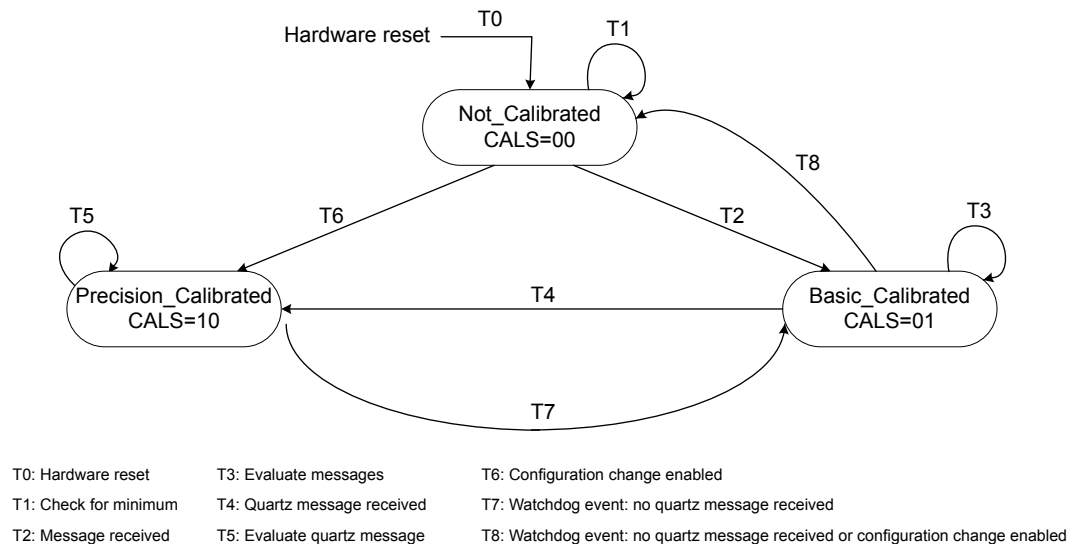 T0
Hardware reset
T1
Not_Calibrated
CALS=00
T8
T6
T2
T5
T3
Precision_Calibrated
CALS=10
T4
Basic_Calibrated
CALS=01
T7
T0: Hardware reset
T3: Evaluate messages
T6: Configuration change enabled
T1: Check for minimum
T4: Quartz message received
T7: Watchdog event: no quartz message received
T2: Message received
T5: Evaluate quartz message
T8: Watchdog event: no quartz message received or configuration change enabled